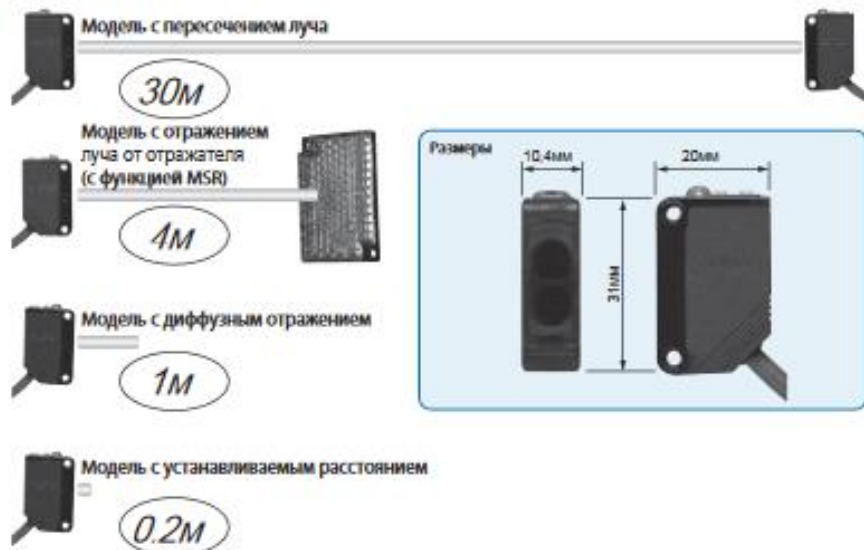 Модель с пересечением луча
30м
Модель с отражением
луча от отражателя
(с функцией MSR)
4м
Размеры
10,4мм
20мм
31мм
Модель с диффузным отражением
1м
Модель с устанавливаемым расстоянием
0.2м